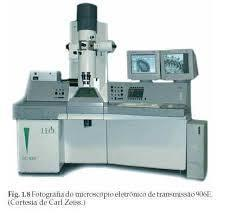 LEO
Fig. 1.8 Fotografia do microscópio eletrônico de transmissão 906E.
(Cortesia de Carl Zeiss.)